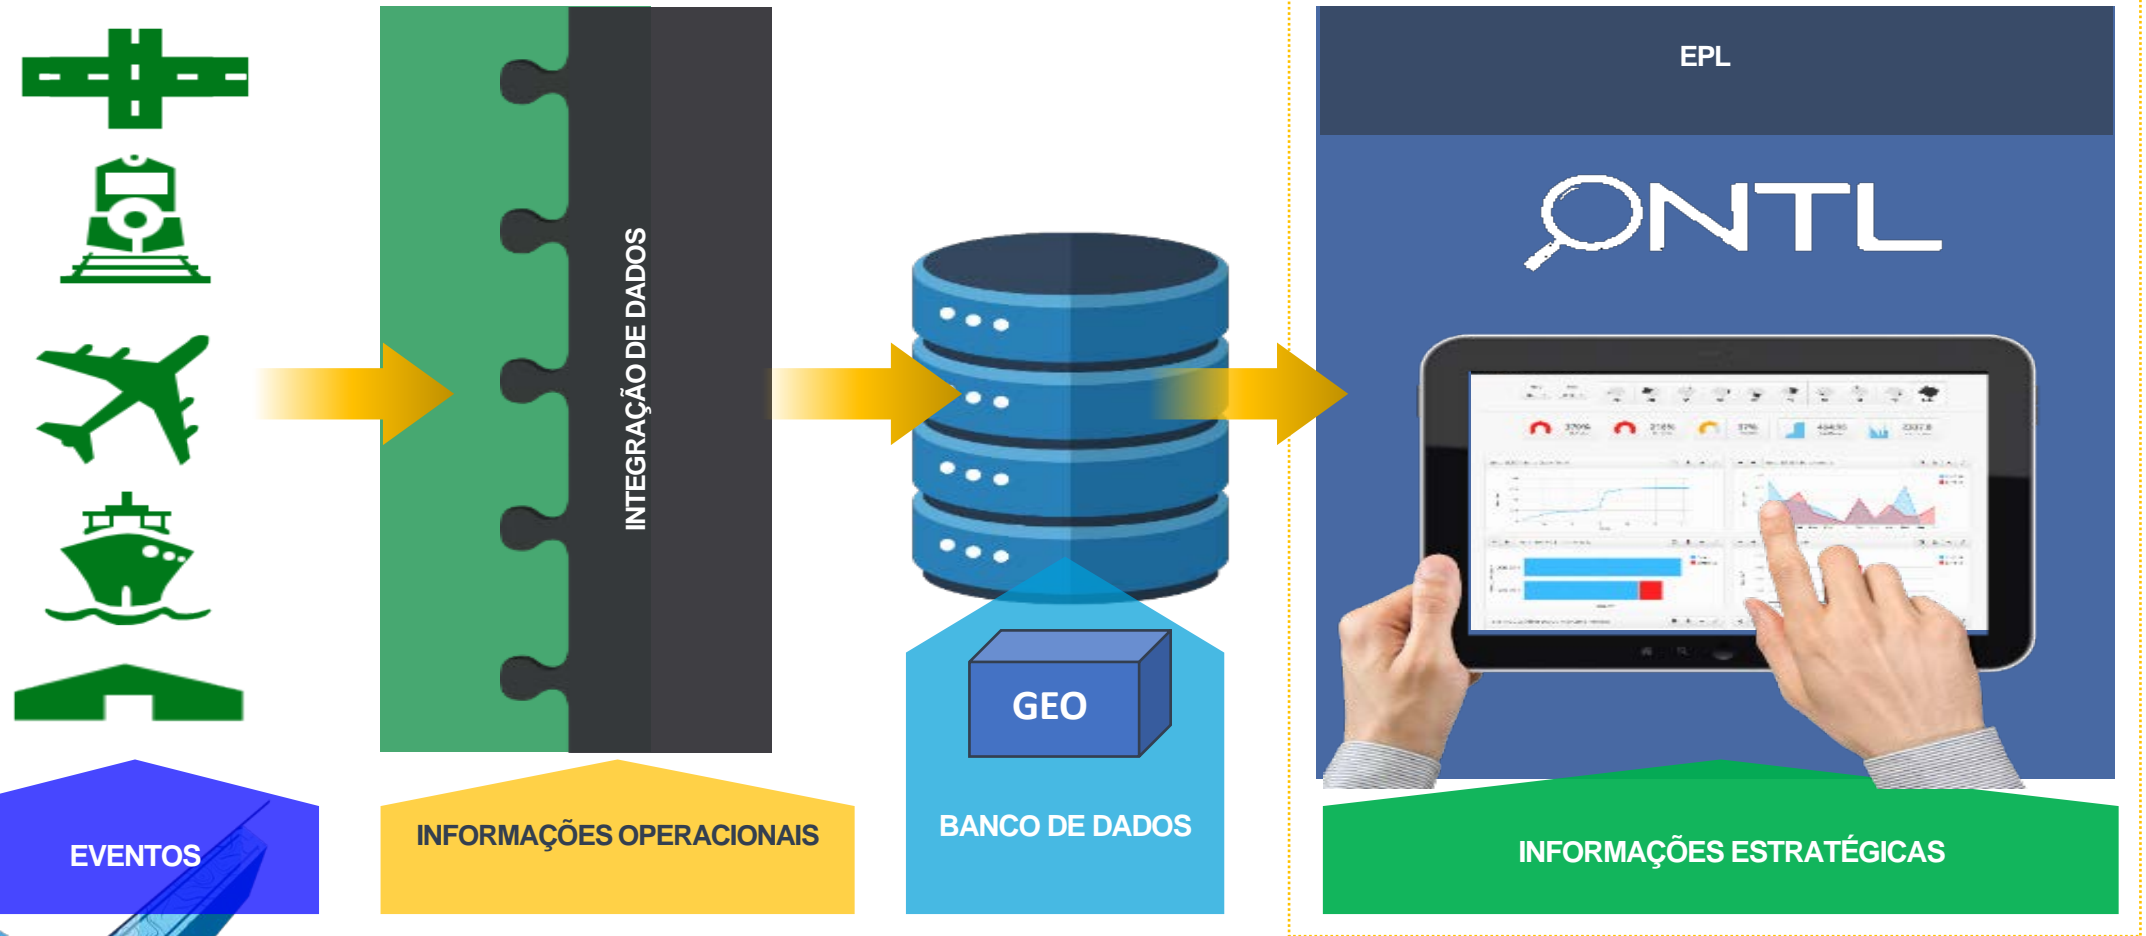 EPL
ONTL
INTEGRAÇÃO DE DADOS
GEO
EVENTOS
INFORMAÇÕES OPERACIONAIS
BANCO DE DADOS
INFORMAÇÕES ESTRATÉGICAS